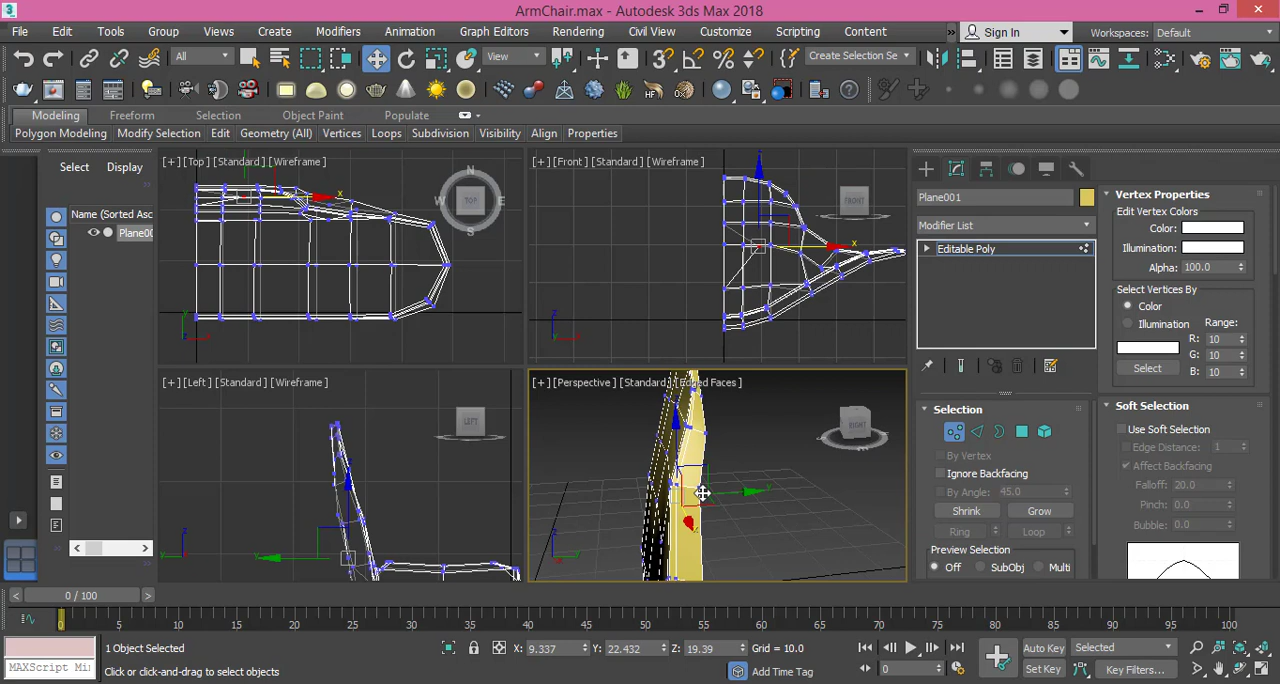 ArmChair.max - Autodesk 3ds Max 2018
File Edit Tools Group Views Create Modifiers Animation Graph Editors Rendering Civil View Customize Scripting Content » Sign In Workspaces: Default
All View Create Selection Se
Modeling Freeform Selection Object Paint Populate
Polygon Modeling Modify Selection Edit Geometry (All) Vertices Loops Subdivision Visibility Align Properties
Select Display
Name (Sorted Asc
Plane00
[+] [Top] [Standard] [Wireframe]
N
W TOP E
S
x
[+] [Front] [Standard] [Wireframe]
FRONT
x
[+] [Left] [Standard] [Wireframe]
LEFT
[+] [Perspective] [Standard] [Edged Faces]
RIGHT
Plane001
Modifier List
Editable Poly
Selection
By Vertex
Ignore Backfacing
By Angle: 45.0
Shrink Grow
Ring Loop
Preview Selection
Off SubObj Multi
Vertex Properties
Edit Vertex Colors
Color:
Illumination:
Alpha: 100.0
Select Vertices By
Color
Illumination Range:
R: 10
G: 10
B: 10
Select
Soft Selection
Use Soft Selection
Edge Distance: 1
Affect Backfacing
Falloff: 20.0
Pinch: 0.0
Bubble: 0.0
0 / 100
0 5 10 15 20 25 30 35 40 45 50 55 60 65 70 75 80 85 90 95 100
MAXScript Mi
1 Object Selected
Click or click-and-drag to select objects
X: 9.337 Y: 22.432 Z: 19.39 Grid = 10.0
Add Time Tag
0
Auto Key Selected
Set Key Key Filters...